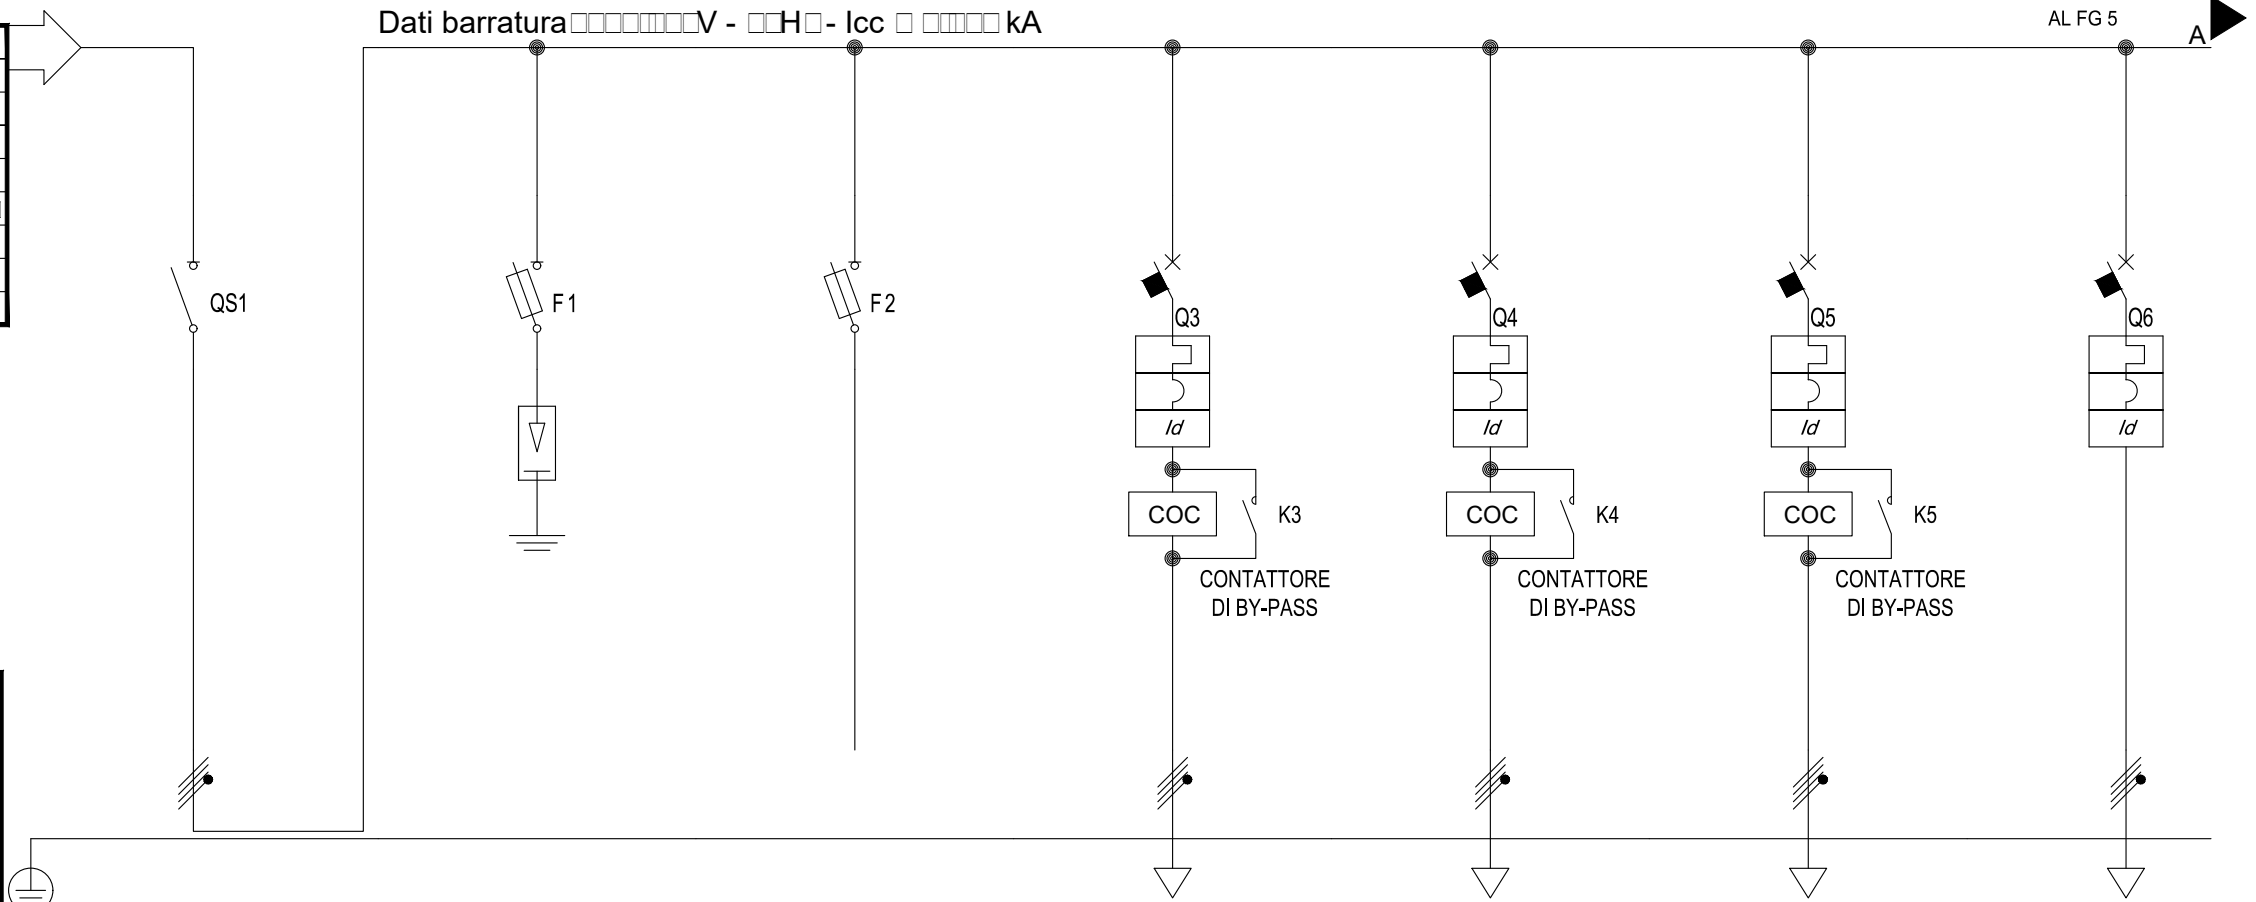 Dati barratura V - H - Icc kA
AL FG 5
A
QS1
F1
F2
Q3
Q4
Q5
Q6
Id
Id
Id
Id
COC
K3
COC
K4
COC
K5
CONTATTORE
DI BY-PASS
CONTATTORE
DI BY-PASS
CONTATTORE
DI BY-PASS